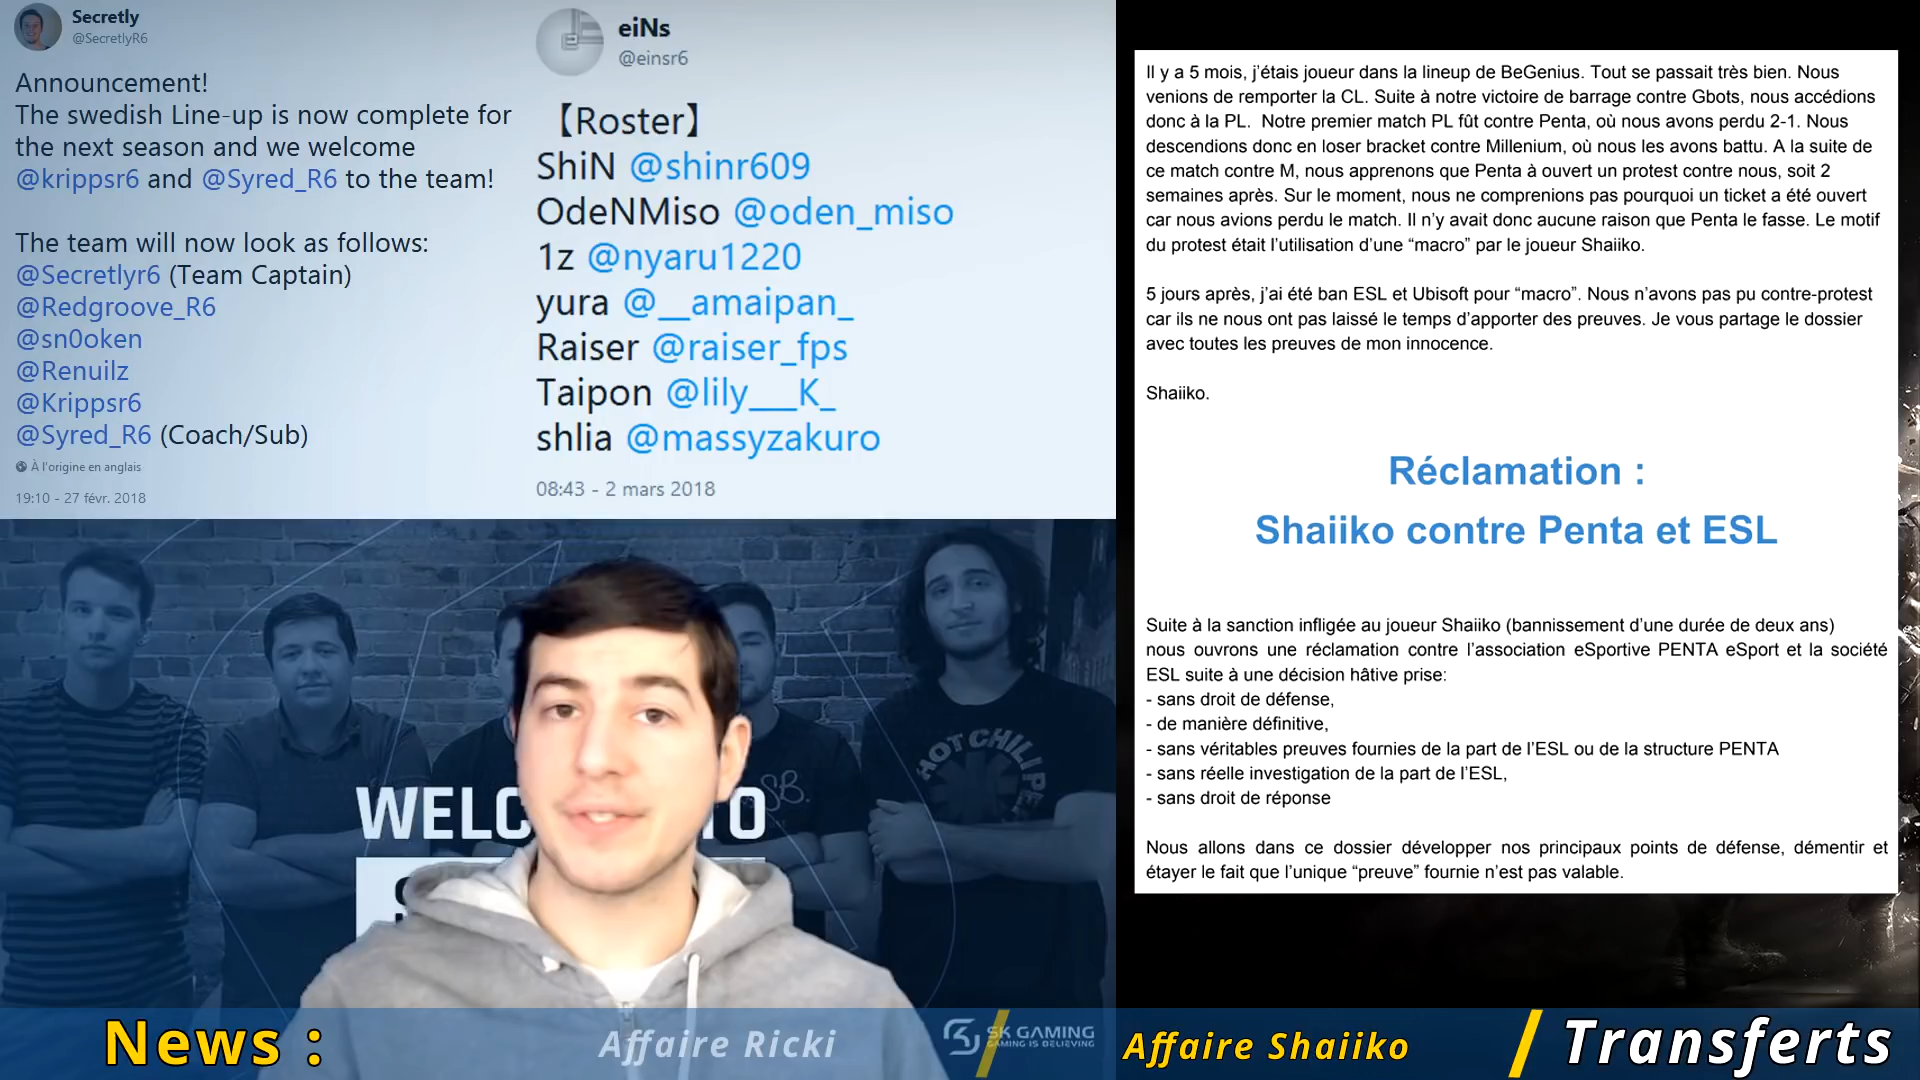 Secretly
@SecretlyR6
Announcement!
The swedish Line-up is now complete for
the next season and we welcome
@krippsr6 and @Syred_R6 to the team!
The team will now look as follows:
@Secretlyr6 (Team Captain)
@Redgroove_R6
@sn0oken
@Renuilz
@Krippsr6
@Syred_R6 (Coach/Sub)
À l'origine en anglais
19:10 - 27 févr. 2018
eiNs
@einsr6
【Roster】
ShiN @shinr609
OdeNMiso @oden_miso
1z @nyaru1220
yura @__amaipan_
Raiser @raiser_fps
Taipon @lily___K_
shlia @massyzakuro
08:43 - 2 mars 2018
Il y a 5 mois, j'étais joueur dans la lineup de BeGenius. Tout se passait très bien. Nous
venions de remporter la CL. Suite à notre victoire de barrage contre Gbots, nous accédions
donc à la PL. Notre premier match PL fût contre Penta, où nous avons perdu 2-1. Nous
descendions donc en loser bracket contre Millenium, où nous les avons battu. A la suite de
ce match contre M, nous apprenons que Penta à ouvert un protest contre nous, soit 2
semaines après. Sur le moment, nous ne comprenions pas pourquoi un ticket a été ouvert
car nous avions perdu le match. Il n'y avait donc aucune raison que Penta le fasse. Le motif
du protest était l'utilisation d'une “macro” par le joueur Shaiiko.
5 jours après, j'ai été ban ESL et Ubisoft pour “macro”. Nous n'avons pas pu contre-protest
car ils ne nous ont pas laissé le temps d'apporter des preuves. Je vous partage le dossier
avec toutes les preuves de mon innocence.
Shaiiko.
Réclamation :
Shaiiko contre Penta et ESL
Suite à la sanction infligée au joueur Shaiiko (bannissement d'une durée de deux ans)
nous ouvrons une réclamation contre l'association eSportive PENTA eSport et la société
ESL suite à une décision hâtive prise:
- sans droit de défense,
- de manière définitive,
- sans véritables preuves fournies de la part de l'ESL ou de la structure PENTA
- sans réelle investigation de la part de l'ESL,
- sans droit de réponse
Nous allons dans ce dossier développer nos principaux points de défense, démentir et
étayer le fait que l'unique “preuve” fournie n'est pas valable.
HOT CHILI PE
SB.
WELC TO
News :
Affaire Ricki
SK GAMING
GAMING IS BELIEVING
Affaire Shaiiko
/ Transferts